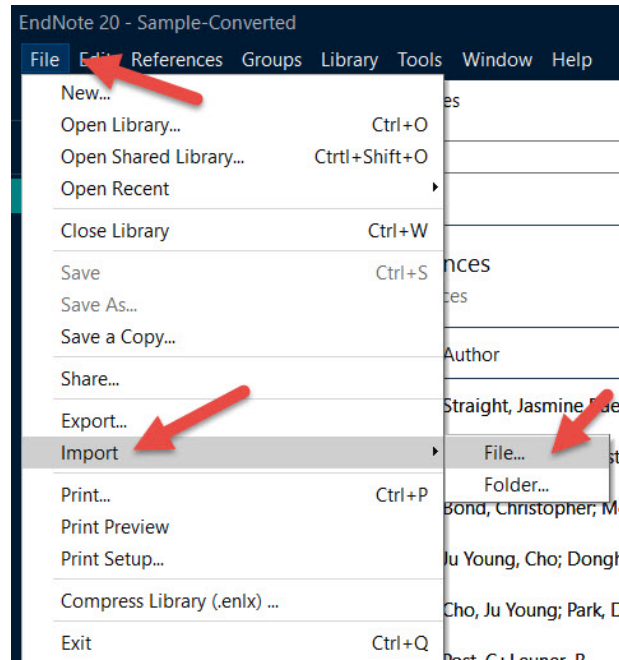 EndNote 20 - Sample-Converted
File Edit References Groups Library Tools Window Help
New...
es
Open Library... Ctrl+O
Open Shared Library... Ctrtl+Shift+O
Open Recent
Close Library Ctrl+W
Save Ctrl+S
nces
Save As...
ces
Save a Copy...
Author
Share...
Straight, Jasmine
Export...
Import
File...
st
Folder...
Print... Ctrl+P
Bond, Christopher; M
Print Preview
Print Setup...
Ju Young, Cho; Dongh
Compress Library (.enlx) ...
Cho, Ju Young; Park, D
Exit Ctrl+Q